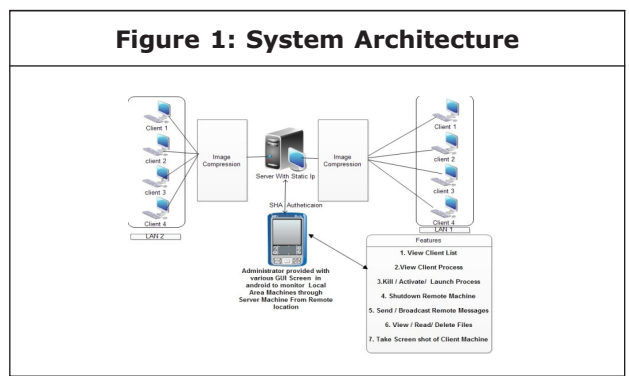 Figure 1: System Architecture
Client 1
client 2
client 3
Client 4
LAN 2
Image
Compression
Server With Static Ip
Image
Compression
Client 1
client 2
client 3
Client 4
LAN 1
SHA Autheticaion
Administrator provided with
various GUI Screen in
android to monitor Local
Area Machines through
Server Machine From Remote
location
Features
1. View Client List
2.View Client Process
3.Kill / Activate/ Launch Process
4. Shutdown Remote Machine
5. Send / Broadcast Remote Messages
6. View / Read/ Delete Files
7. Take Screen shot of Client Machine